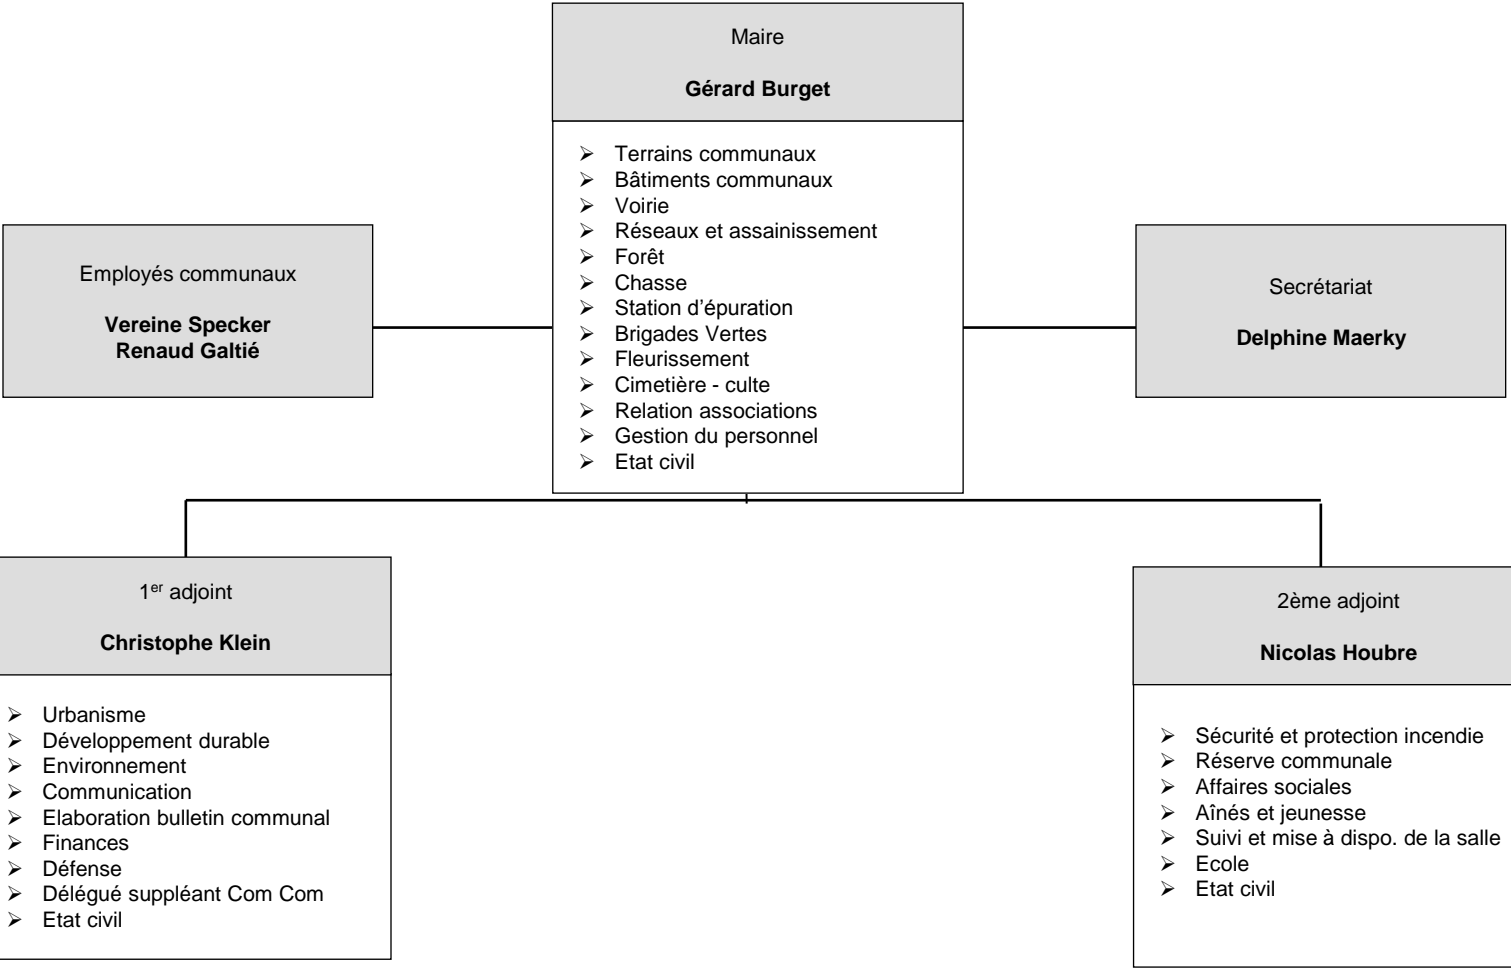 Maire
Gérard Burget
Terrains communaux
Bâtiments communaux
Voirie
Réseaux et assainissement
Forêt
Chasse
Station d’épuration
Brigades Vertes
Fleurissement
Cimetière - culte
Relation associations
Gestion du personnel
Etat civil
Employés communaux
Vereine Specker
Renaud Galtié
Secrétariat
Delphine Maerky
1er adjoint
Christophe Klein
Urbanisme
Développement durable
Environnement
Communication
Elaboration bulletin communal
Finances
Défense
Délégué suppléant Com Com
Etat civil
2ème adjoint
Nicolas Houbre
Sécurité et protection incendie
Réserve communale
Affaires sociales
Aînés et jeunesse
Suivi et mise à dispo. de la salle
Ecole
Etat civil